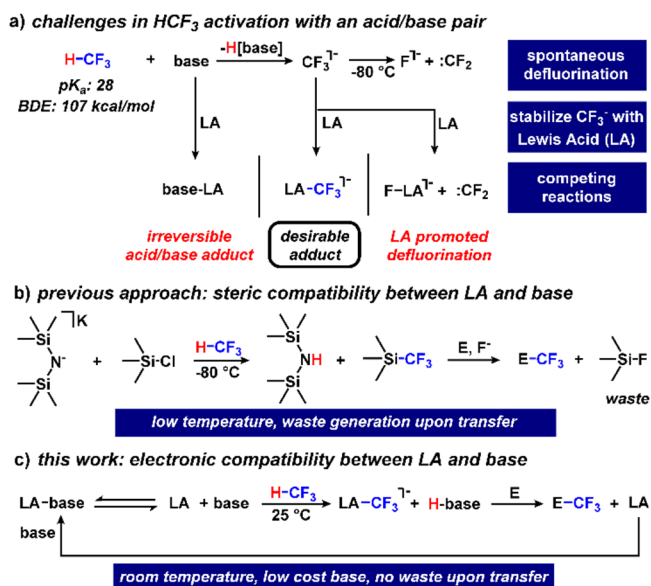 a) challenges in HCF₃ activation with an acid/base pair
H-CF₃ + base -H[base] CF₃⁻ -80 °C F⁻ + :CF₂
pKa: 28
BDE: 107 kcal/mol
spontaneous
defluorination
LA LA LA
stabilize CF₃⁻ with
Lewis Acid (LA)
base-LA LA-CF₃⁻ F-LA⁻ + :CF₂
competing
reactions
irreversible
acid/base adduct
desirable
adduct
LA promoted
defluorination
b) previous approach: steric compatibility between LA and base
K
Si N⁻ Si + Si-Cl H-CF₃ -80 °C Si NH Si + Si-CF₃ E, F⁻ E-CF₃ + Si-F
waste
low temperature, waste generation upon transfer
c) this work: electronic compatibility between LA and base
LA-base LA + base H-CF₃ 25 °C LA-CF₃⁻ + H-base E E-CF₃ + LA
base
room temperature, low cost base, no waste upon transfer